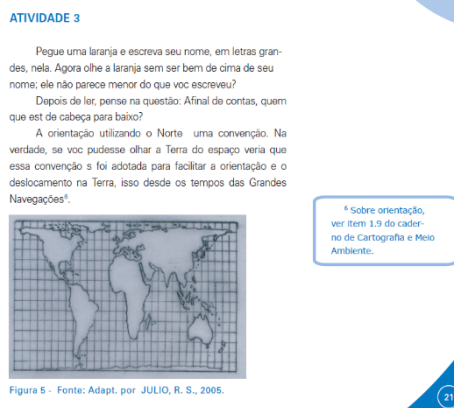 ATIVIDADE 3
Pegue uma laranja e escreva seu nome, em letras gran-
des, nela. Agora olhe a laranja sem ser bem de cima de seu
nome; ele não parece menor do que voc escreveu?
Depois de ler, pense na questão: Afinal de contas, quem
que est de cabeça para baixo?
A orientação utilizando o Norte uma convenção. Na
verdade, se voc pudesse olhar a Terra do espaço veria que
essa convenção s foi adotada para facilitar a orientação e o
deslocamento na Terra, isso desde os tempos das Grandes
Navegações⁶.
⁶ Sobre orientação,
ver item 1.9 do cader-
no de Cartografia e Meio
Ambiente.
Figura 5 - Fonte: Adapt. por JULIO, R. S., 2005.
21